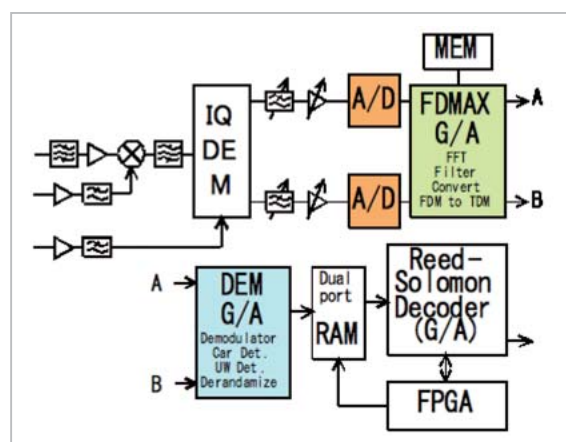 MEM
IQ
DE
M
A/D
FDMAX
G/A
FFT
Filter
Convert
FDM to TDM
A
A/D
B
A
DEM
G/A
Demodulator
Car Det.
UW Det.
Derandamize
B
Dual
port
RAM
Reed-
Solomon
Decoder
(G/A)
FPGA